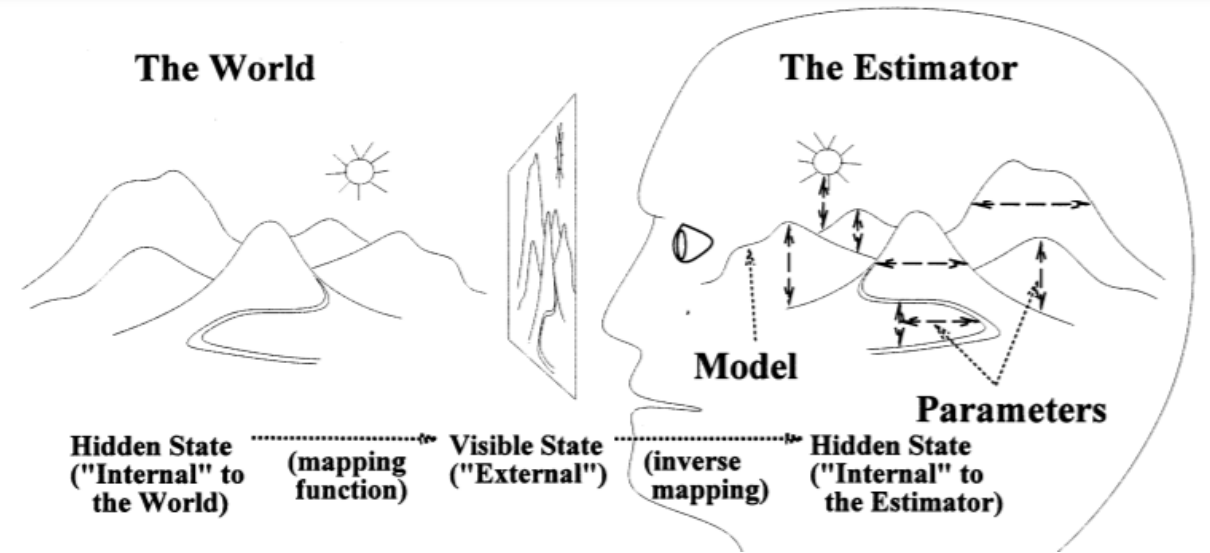 The World
The Estimator
Model
Parameters
Hidden State
("Internal" to
the World)
(mapping
function)
Visible State
("External")
(inverse
mapping)
Hidden State
("Internal" to
the Estimator)